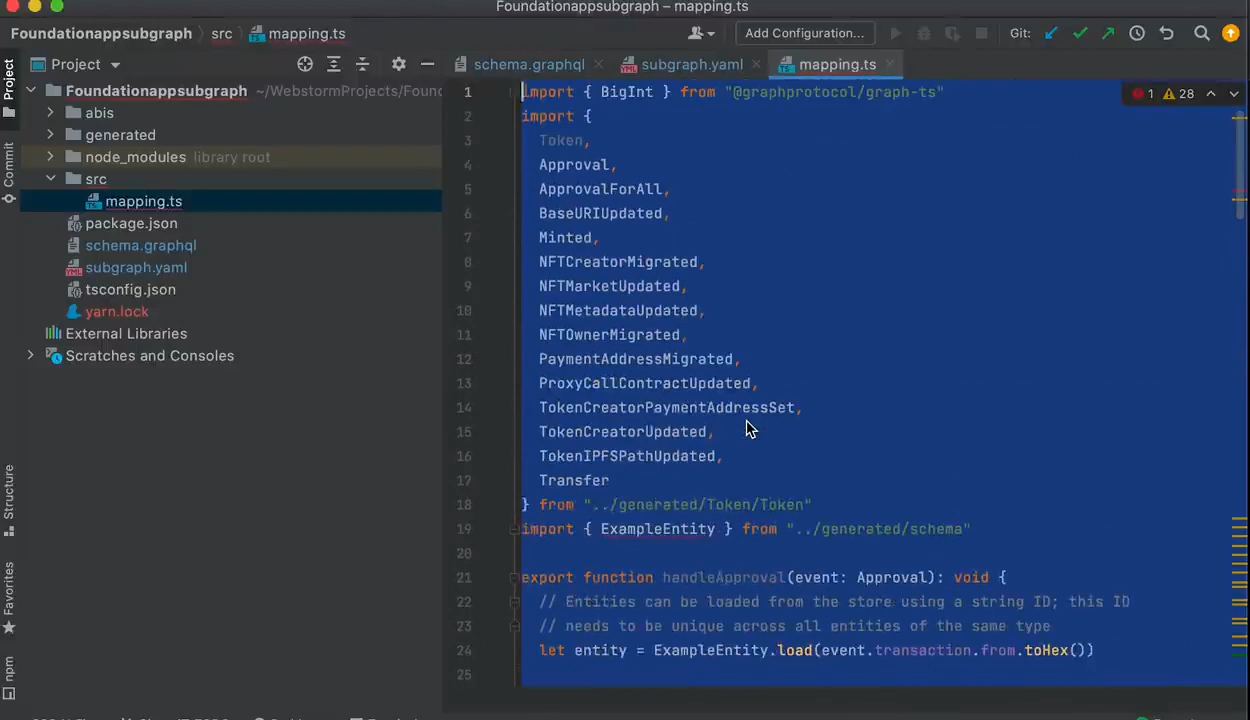 Foundationappsubgraph – mapping.ts
Foundationappsubgraph src mapping.ts Add Configuration... Git:
Project schema.graphql subgraph.yaml mapping.ts
Project
Commit
Structure
Favorites
npm
Foundationappsubgraph ~/WebstormProjects/Found
abis
generated
node_modules library root
src
mapping.ts
package.json
schema.graphql
subgraph.yaml
tsconfig.json
yarn.lock
External Libraries
Scratches and Consoles
1 28
1 import { BigInt } from "@graphprotocol/graph-ts"
2 import {
3 Token,
4 Approval,
5 ApprovalForAll,
6 BaseURIUpdated,
7 Minted,
8 NFTCreatorMigrated,
9 NFTMarketUpdated,
10 NFTMetadataUpdated,
11 NFTOwnerMigrated,
12 PaymentAddressMigrated,
13 ProxyCallContractUpdated,
14 TokenCreatorPaymentAddressSet,
15 TokenCreatorUpdated,
16 TokenIPFSPathUpdated,
17 Transfer
18 } from "../generated/Token/Token"
19 import { ExampleEntity } from "../generated/schema"
20
21 export function handleApproval(event: Approval): void {
22 // Entities can be loaded from the store using a string ID; this ID
23 // needs to be unique across all entities of the same type
24 let entity = ExampleEntity.load(event.transaction.from.toHex())
25